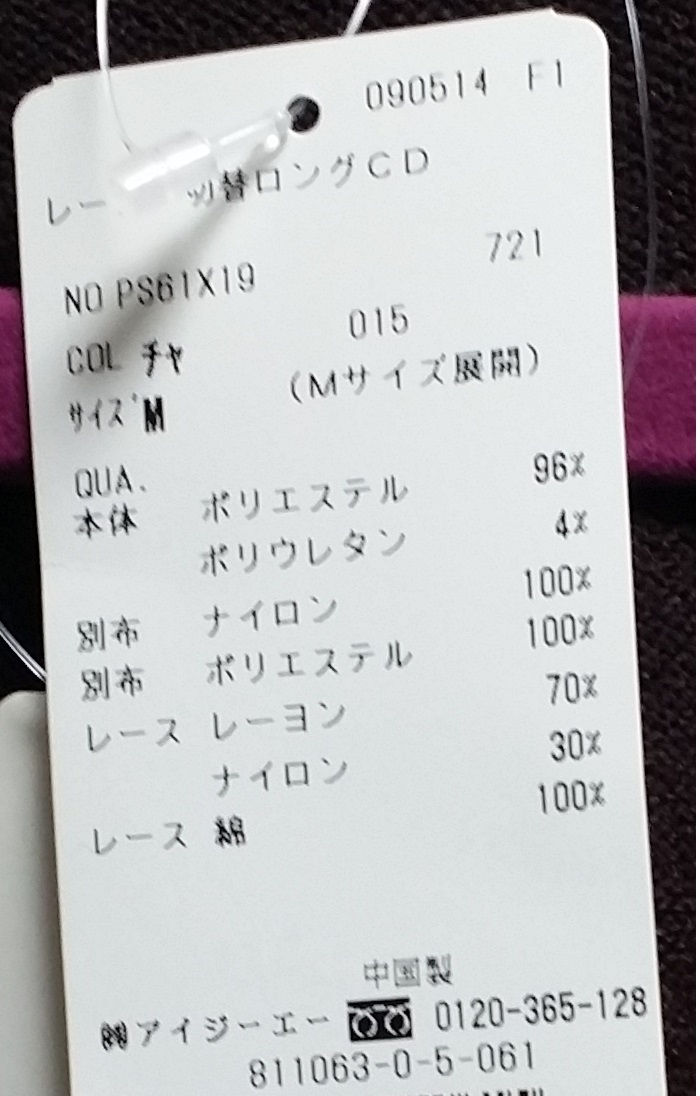 090514 F1
レー 切替ロングCD
721
NO PS61X19
015
COL チャ
(Mサイズ展開)
サイズ M
QUA.
本体 ポリエステル 96%
ポリウレタン 4%
別布 ナイロン 100%
別布 ポリエステル 100%
レース レーヨン 70%
ナイロン 30%
レース 綿 100%
中国製
㈱アイジーエー 0120-365-128
811063-0-5-061